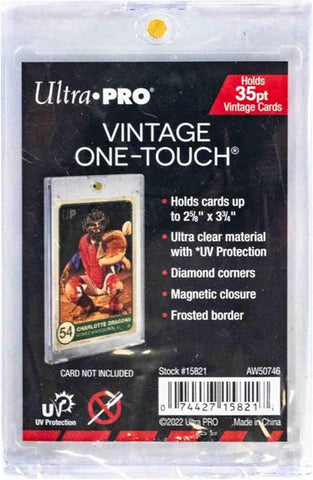 Ultra•PRO®
Holds
35pt
Vintage Cards
VINTAGE
ONE-TOUCH®
• Holds cards up
to 2⅝" x 3¾"
• Ultra clear material
with *UV Protection
• Diamond corners
• Magnetic closure
• Frosted border
UP
54
CHARLOTTE DRAGONS
CARD NOT INCLUDED
Stock #15821
AW50746
UV
UV Protection
0 74427 15821
©2022 Ultra PRO
Made in China